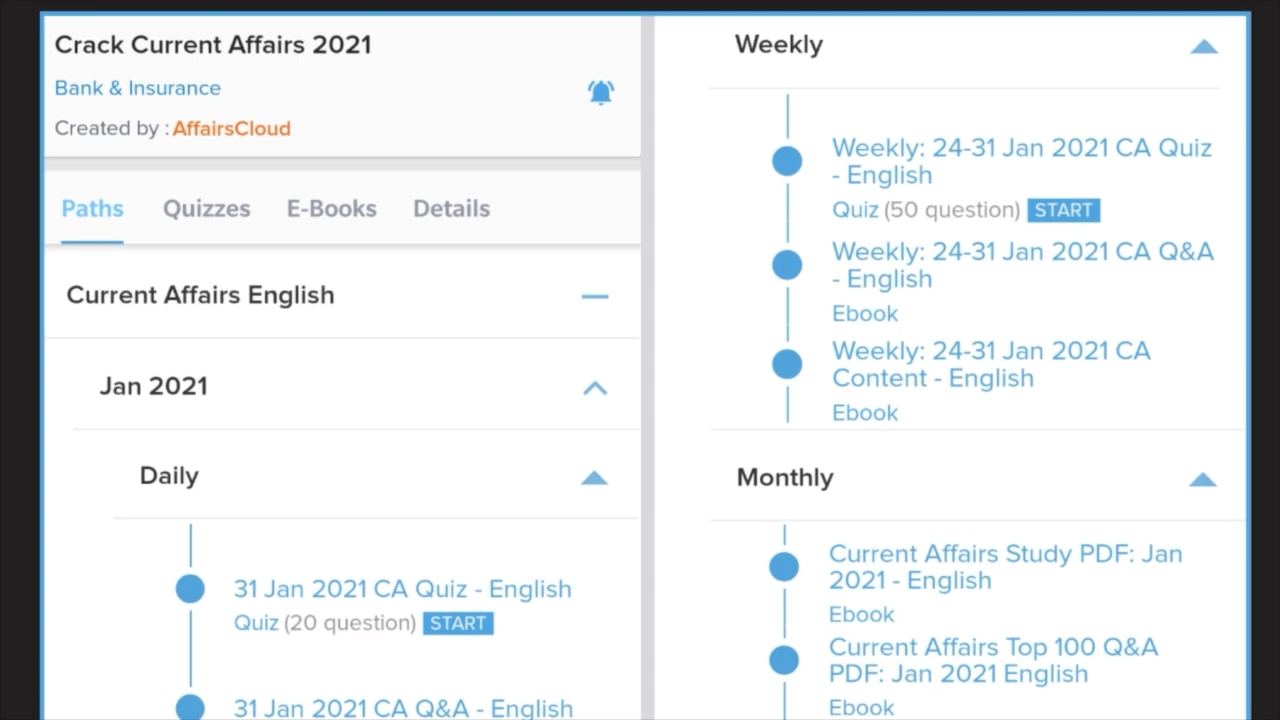 Crack Current Affairs 2021
Bank & Insurance
Created by : AffairsCloud
Paths Quizzes E-Books Details
Current Affairs English
Jan 2021
Daily
31 Jan 2021 CA Quiz - English
Quiz (20 question) START
31 Jan 2021 CA Q&A - English
Weekly
Weekly: 24-31 Jan 2021 CA Quiz
- English
Quiz (50 question) START
Weekly: 24-31 Jan 2021 CA Q&A
- English
Ebook
Weekly: 24-31 Jan 2021 CA
Content - English
Ebook
Monthly
Current Affairs Study PDF: Jan
2021 - English
Ebook
Current Affairs Top 100 Q&A
PDF: Jan 2021 English
Ebook